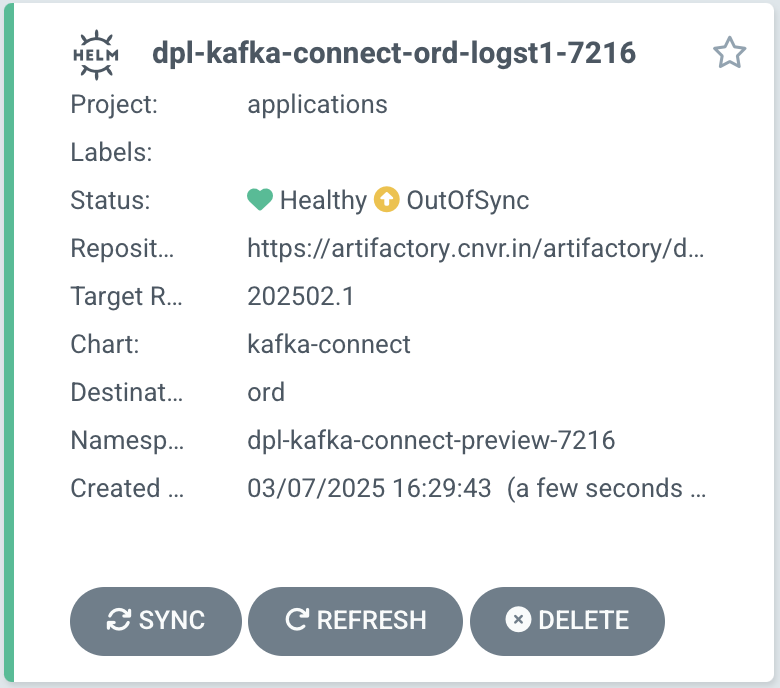 HELM dpl-kafka-connect-ord-logst1-7216
Project: applications
Labels:
Status: Healthy OutOfSync
Reposit... https://artifactory.cnvr.in/artifactory/d...
Target R... 202502.1
Chart: kafka-connect
Destinat... ord
Namesp... dpl-kafka-connect-preview-7216
Created ... 03/07/2025 16:29:43 (a few seconds ...
SYNC REFRESH DELETE